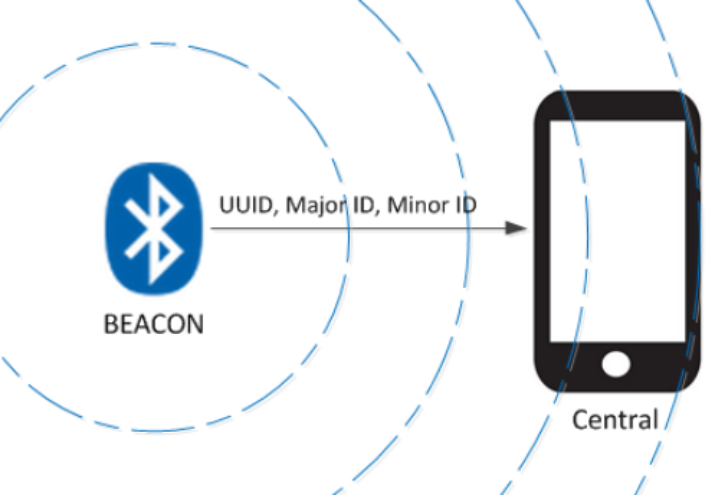 UUID, Major ID, Minor ID
BEACON
Central